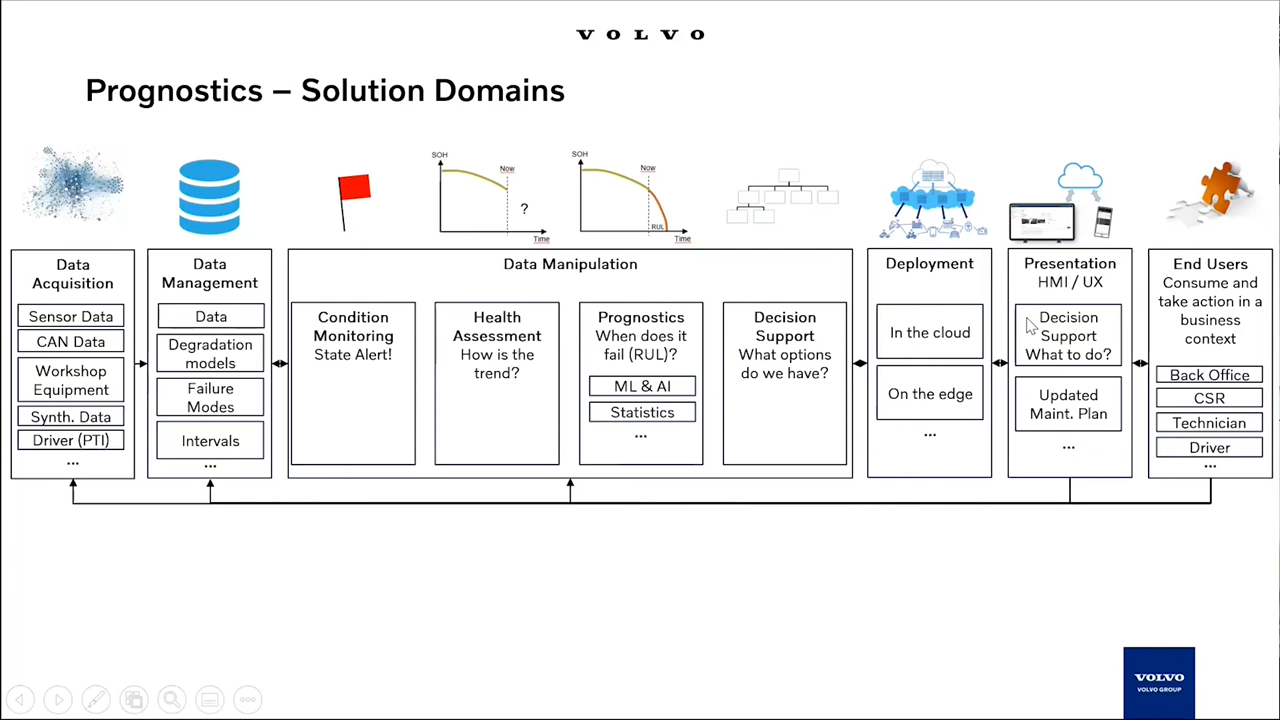 VOLVO
Prognostics – Solution Domains
SOH
Now
?
Time
SOH
Now
RUL
Time
Data
Acquisition
Sensor Data
CAN Data
Workshop
Equipment
Synth. Data
Driver (PTI)
...
Data
Management
Data
Degradation
models
Failure
Modes
Intervals
...
Data Manipulation
Condition
Monitoring
State Alert!
Health
Assessment
How is the
trend?
Prognostics
When does it
fail (RUL)?
ML & AI
Statistics
...
Decision
Support
What options
do we have?
Deployment
In the cloud
On the edge
...
Presentation
HMI / UX
Decision
Support
What to do?
Updated
Maint. Plan
...
End Users
Consume and
take action in a
business
context
Back Office
CSR
Technician
Driver
...
VOLVO
VOLVO GROUP